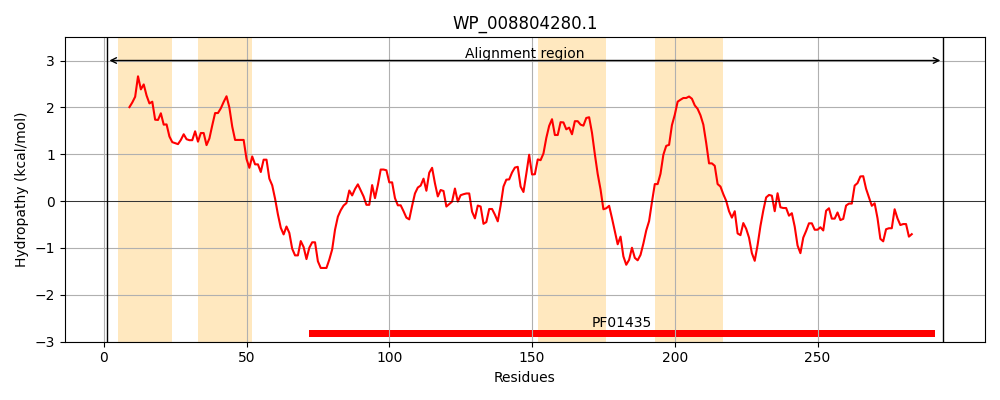 WP_008804280.1
Hydropathy (kcal/mol)
3
2
1
0
−1
−2
−3
Alignment region
PF01435
0
50
100
150
200
250
Residues